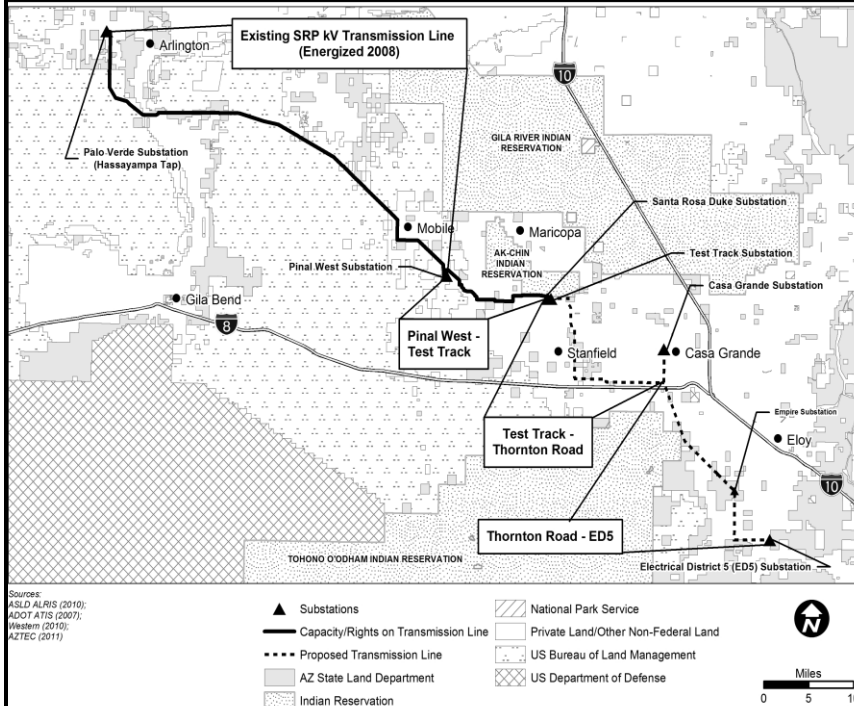 Existing SRP kV Transmission Line
(Energized 2008)
Arlington
10
GILA RIVER INDIAN
RESERVATION
Palo Verde Substation
(Hassayampa Tap)
Santa Rosa Duke Substation
Mobile
Maricopa
AK-CHIN
INDIAN
RESERVATION
Test Track Substation
Pinal West Substation
Casa Grande Substation
Gila Bend
8
Pinal West -
Test Track
Stanfield
Casa Grande
Empire Substation
Test Track -
Thornton Road
Eloy
10
Thornton Road - ED5
TOHONO O'ODHAM INDIAN RESERVATION
Electrical District 5 (ED5) Substation
Sources:
ASLD ALRIS (2010);
ADOT ATIS (2007);
Western (2010);
AZTEC (2011)
Substations
Capacity/Rights on Transmission Line
Proposed Transmission Line
AZ State Land Department
Indian Reservation
National Park Service
Private Land/Other Non-Federal Land
US Bureau of Land Management
US Department of Defense
N
Miles
0 5 10